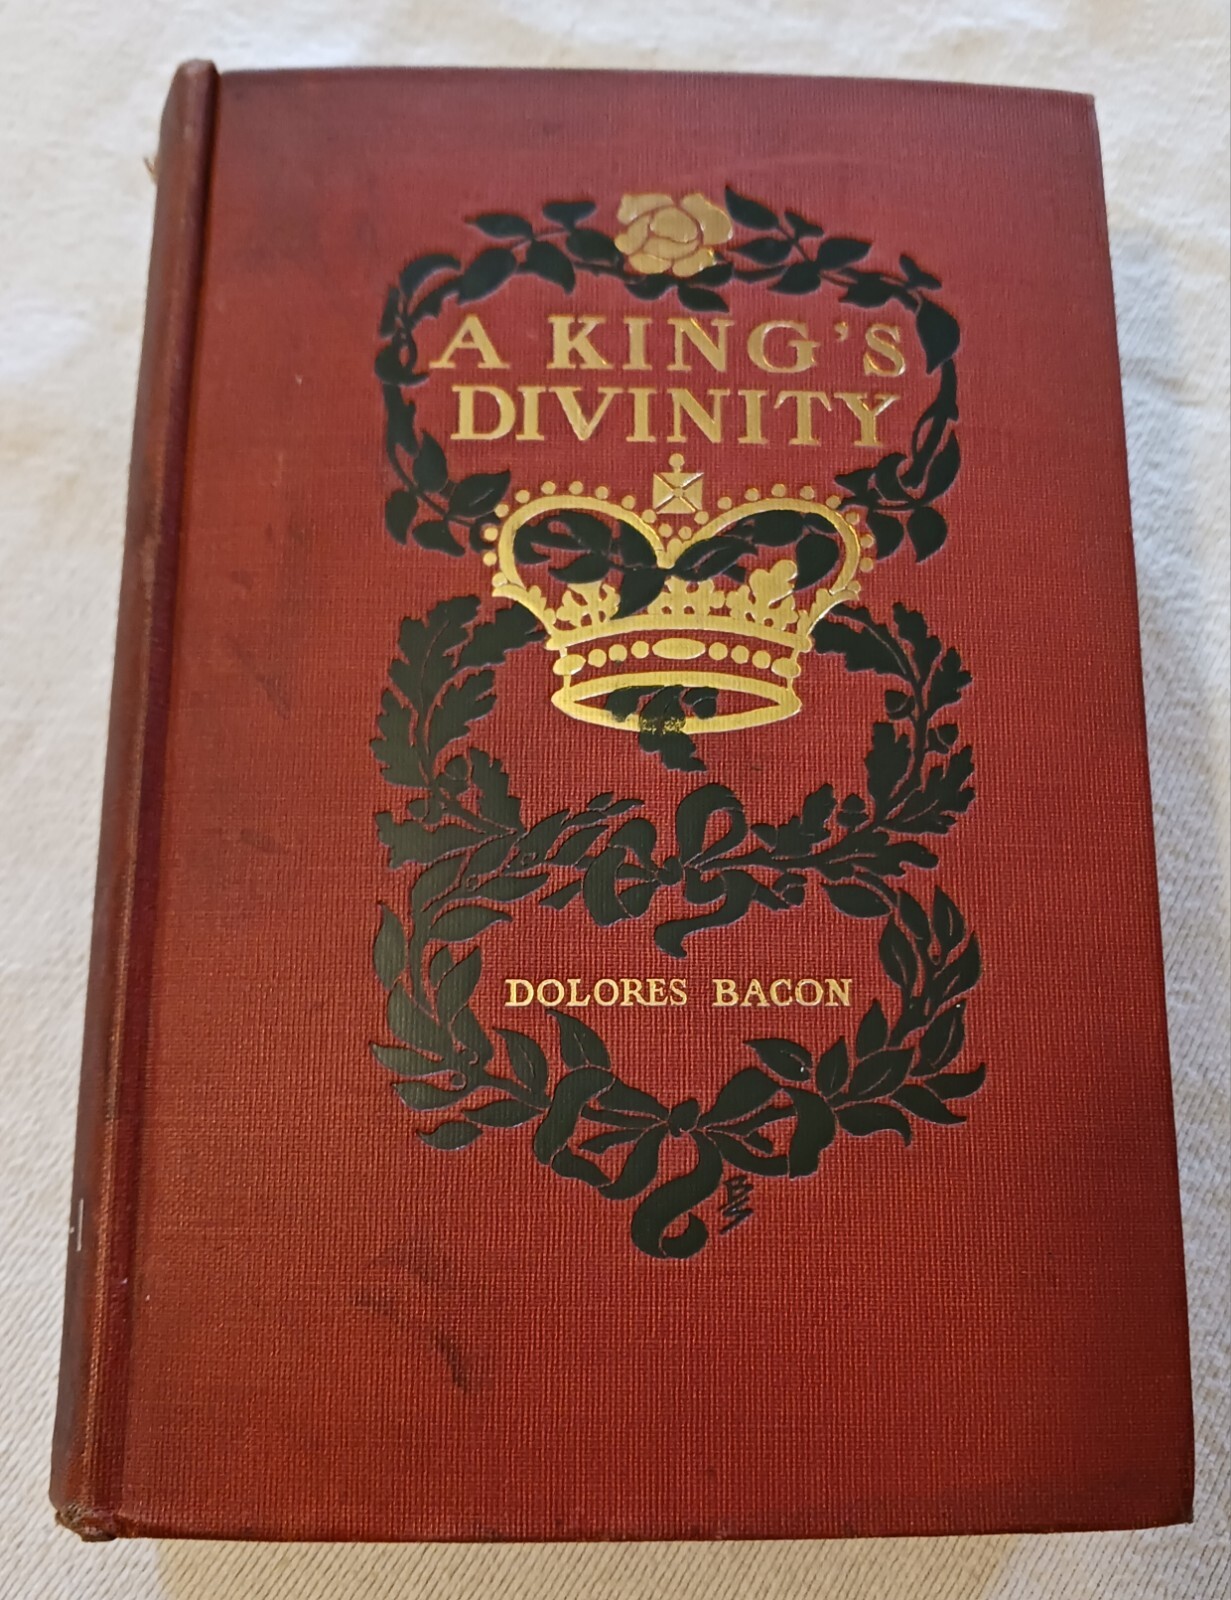 A KING'S
DIVINITY
DOLORES BACON